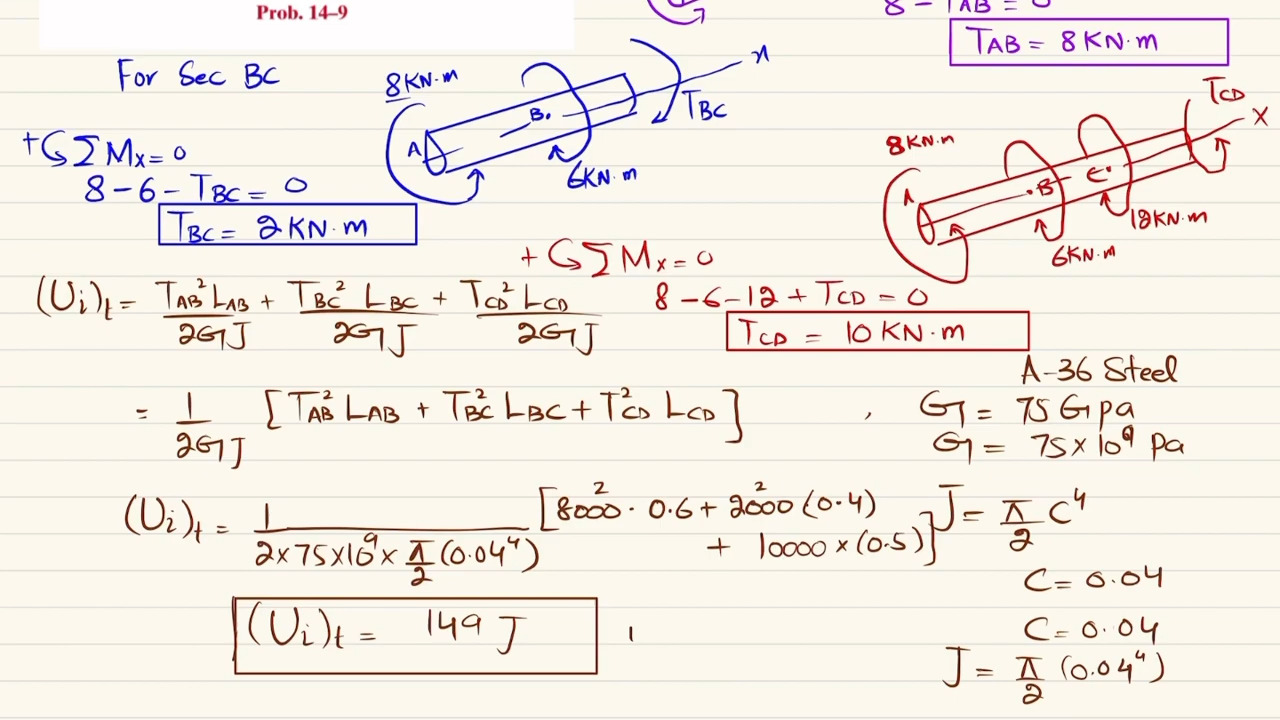 Prob. 14–9
8 - TAB = 0
TAB = 8 KN·m
For Sec BC
8KN·m
A
B
x
TBC
6KN·m
+↺ ΣMx = 0
8 - 6 - TBC = 0
TBC = 2 KN·m
TCD
X
8KN·m
A
B
C
12KN·m
6KN·m
+↺ ΣMx = 0
8 - 6 - 12 + TCD = 0
TCD = 10 KN·m
(Ui)t = TAB² LAB / 2GJ + TBC² LBC / 2GJ + TCD² LCD / 2GJ
A-36 Steel
= 1 / 2GJ [TAB² LAB + TBC² LBC + TCD² LCD] , G = 75 Gpa
G = 75 x 10⁹ Pa
(Ui)t = 1 / 2x75x10⁹ x π/2 (0.04⁴) [8000² · 0.6 + 2000² (0.4)
+ 10000 x (0.5)]
J = π/2 C⁴
C = 0.04
(Ui)t = 149 J
C = 0.04
J = π/2 (0.04⁴)